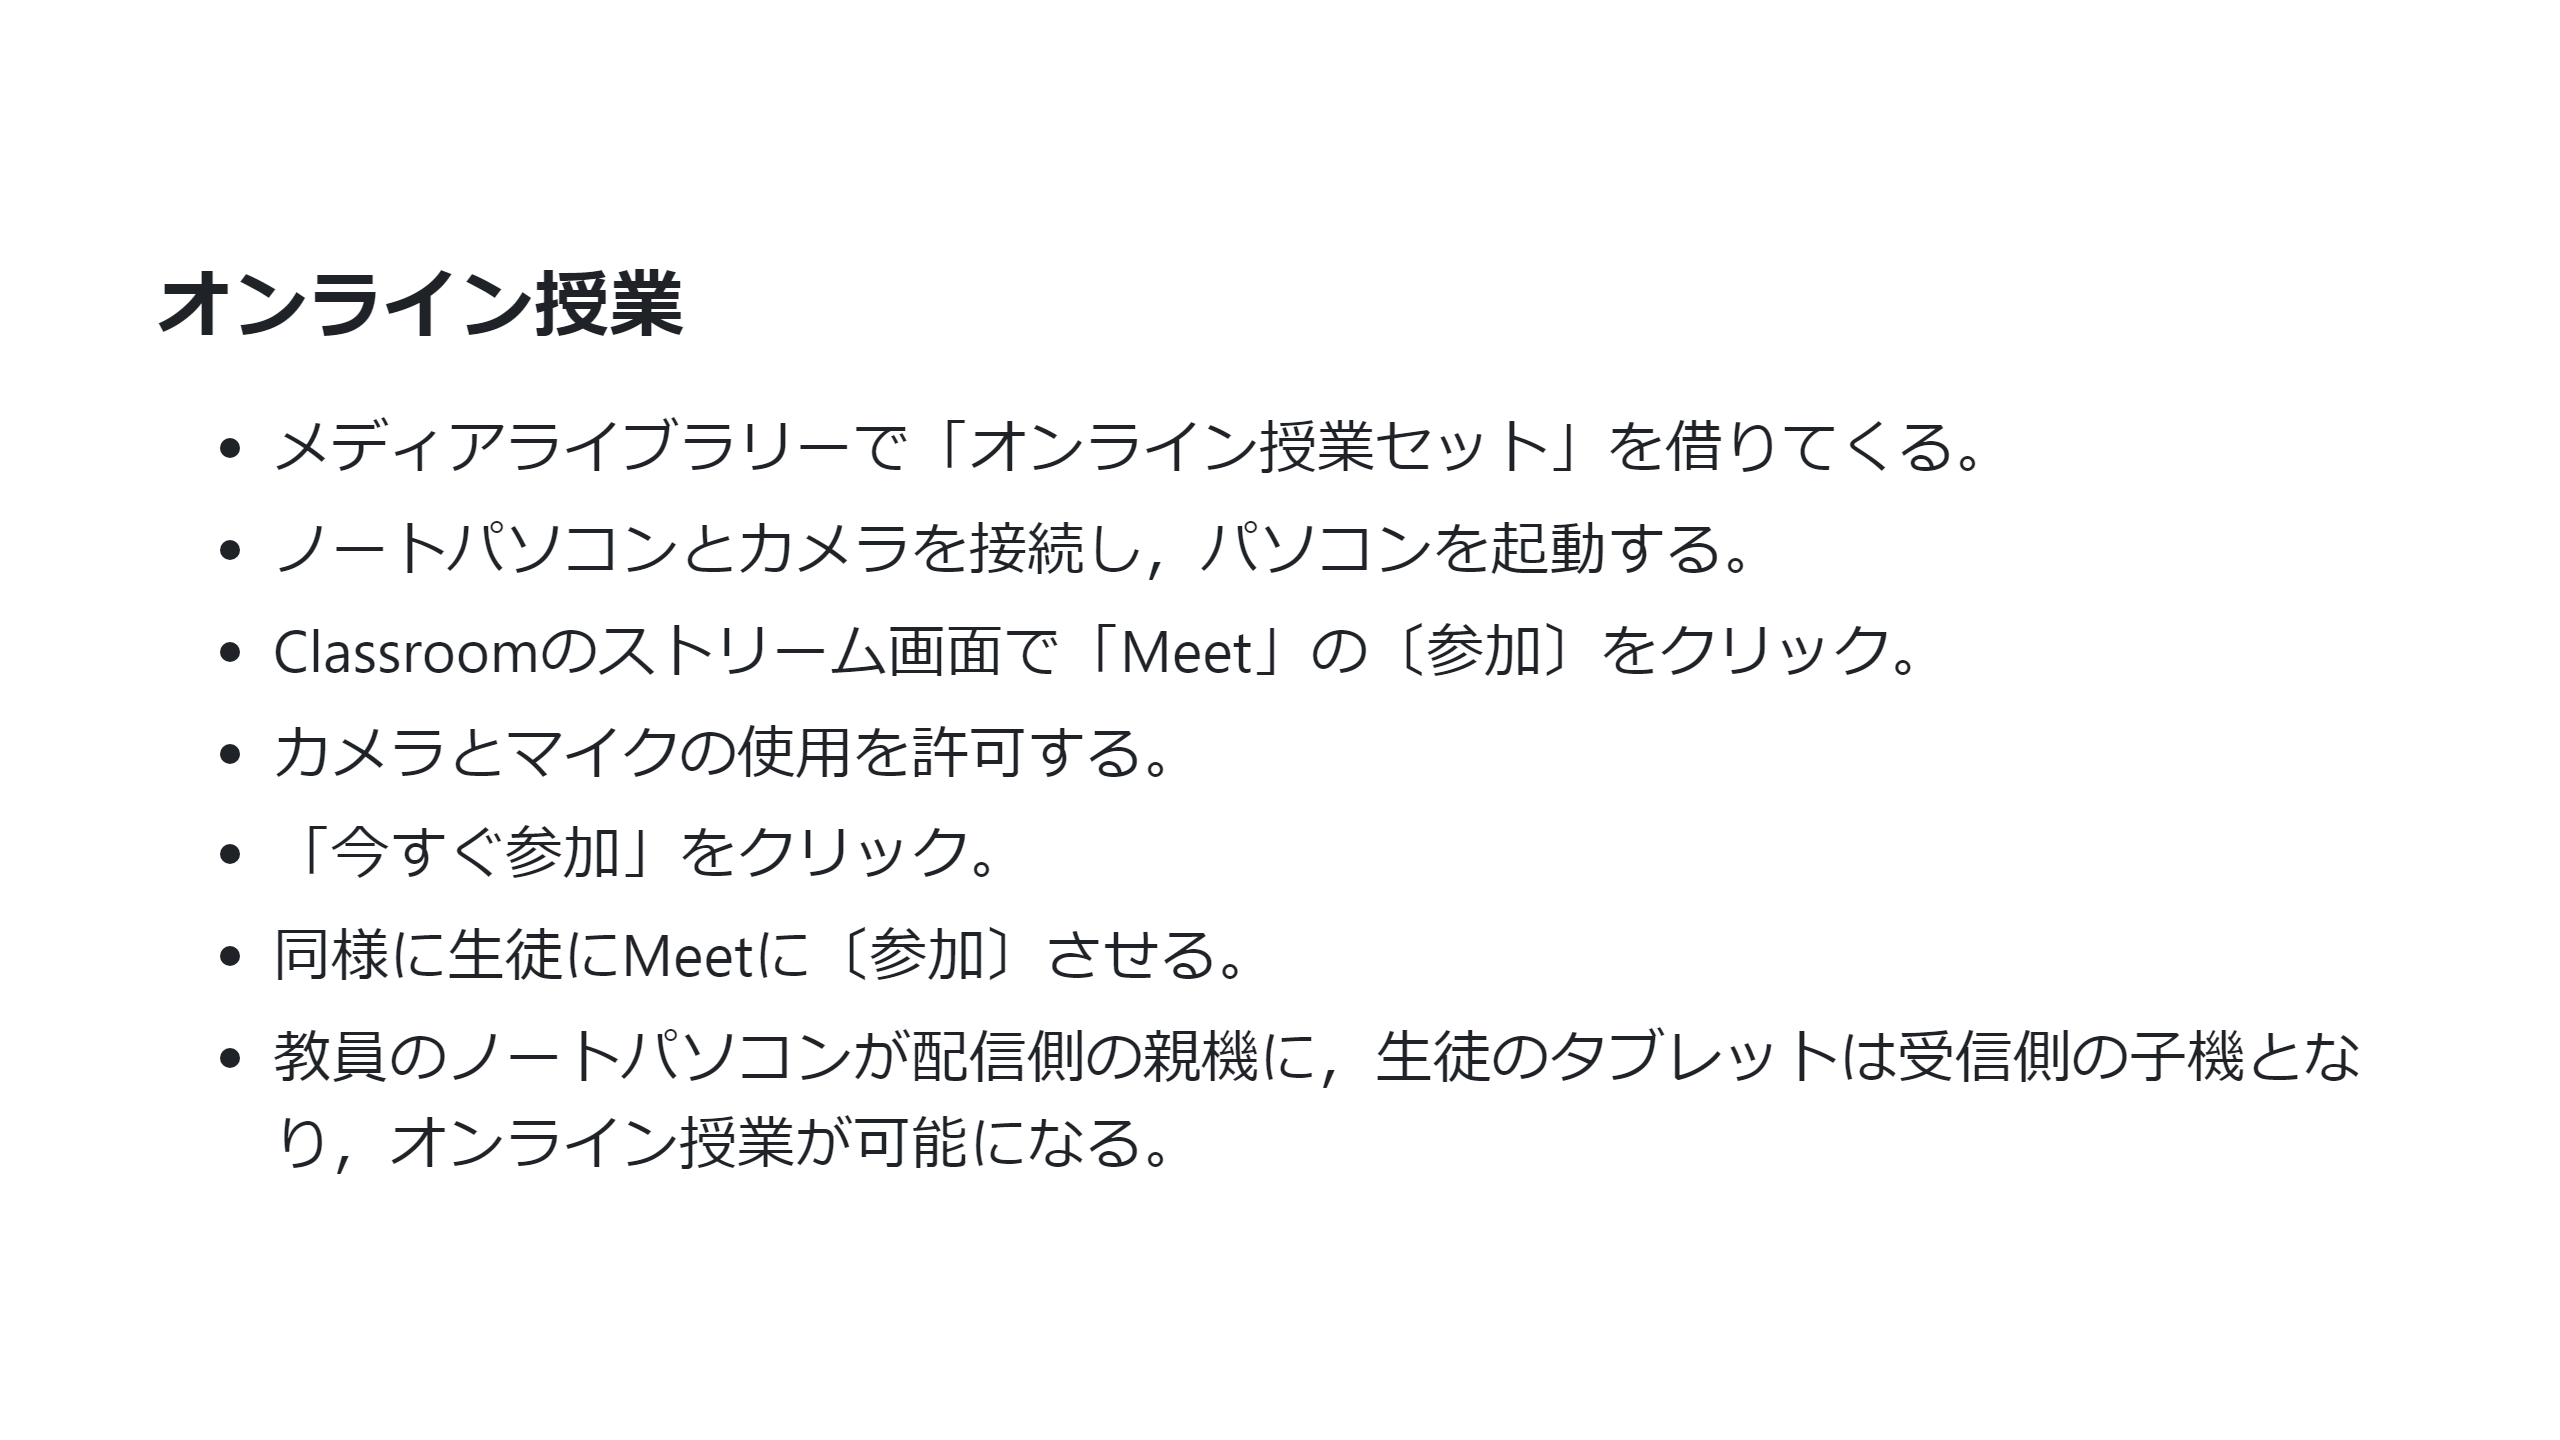 オンライン授業
• メディアライブラリーで「オンライン授業セット」を借りてくる。
• ノートパソコンとカメラを接続し，パソコンを起動する。
• Classroomのストリーム画面で「Meet」の〔参加〕をクリック。
• カメラとマイクの使用を許可する。
• 「今すぐ参加」をクリック。
• 同様に生徒にMeetに〔参加〕させる。
• 教員のノートパソコンが配信側の親機に，生徒のタブレットは受信側の子機とな
り，オンライン授業が可能になる。